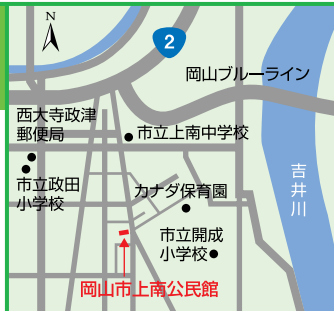 N
2
岡山ブルーライン
西大寺政津
郵便局
市立上南中学校
吉井川
市立政田
小学校
カナダ保育園
市立開成
小学校
岡山市上南公民館